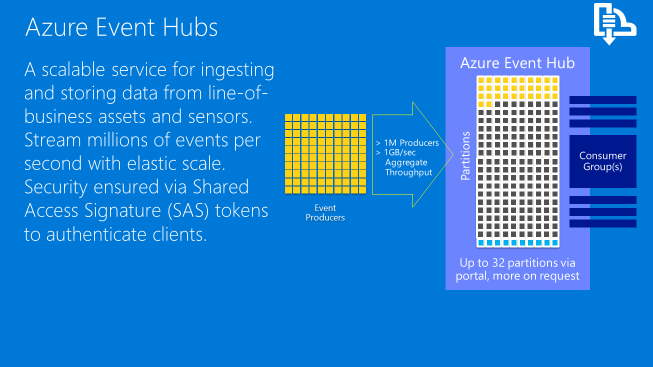 Azure Event Hubs
A scalable service for ingesting
and storing data from line-of-
business assets and sensors.
Stream millions of events per
second with elastic scale.
Security ensured via Shared
Access Signature (SAS) tokens
to authenticate clients.
Event
Producers
> 1M Producers
> 1GB/sec
Aggregate
Throughput
Azure Event Hub
Partitions
Up to 32 partitions via
portal, more on request
Consumer
Group(s)